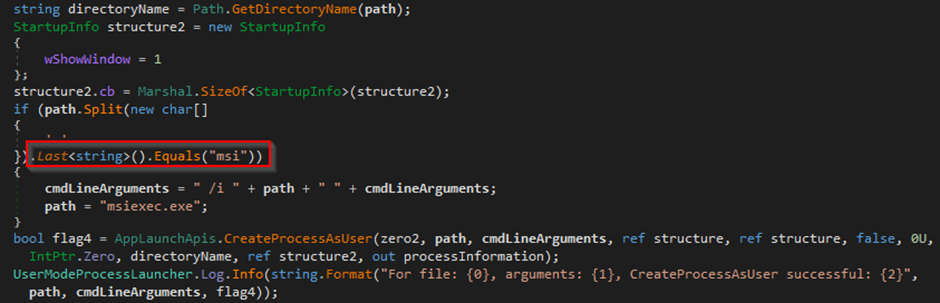 string directoryName = Path.GetDirectoryName(path);
StartupInfo structure2 = new StartupInfo
{
wShowWindow = 1
};
structure2.cb = Marshal.SizeOf<StartupInfo>(structure2);
if (path.Split(new char[]
{
'.'
}).Last<string>().Equals("msi"))
{
cmdLineArguments = " /i " + path + " " + cmdLineArguments;
path = "msiexec.exe";
}
bool flag4 = AppLaunchApis.CreateProcessAsUser(zero2, path, cmdLineArguments, ref structure, ref structure, false, 0U,
IntPtr.Zero, directoryName, ref structure2, out processInformation);
UserModeProcessLauncher.Log.Info(string.Format("For file: {0}, arguments: {1}, CreateProcessAsUser successful: {2}",
path, cmdLineArguments, flag4));